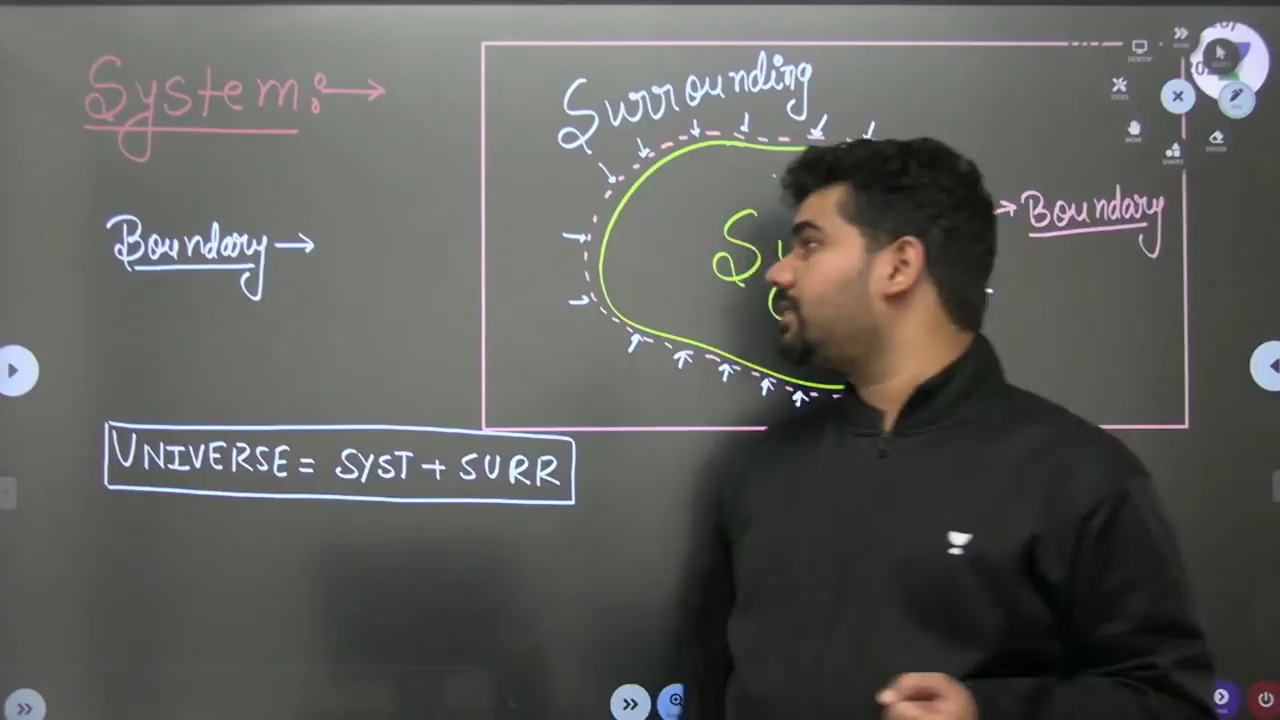 System:→
Surrounding
Boundary →
→ Boundary
UNIVERSE = SYST + SURR